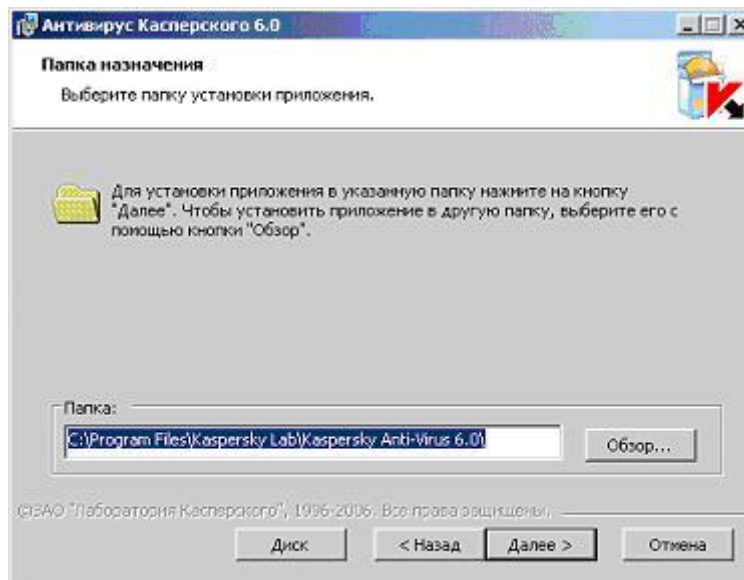 Антивирус Касперского 6.0
Папка назначения
Выберите папку установки приложения.
Для установки приложения в указанную папку нажмите на кнопку
"Далее". Чтобы установить приложение в другую папку, выберите его с
помощью кнопки "Обзор".
Папка:
C:\Program Files\Kaspersky Lab\Kaspersky Anti-Virus 6.0\
Обзор...
©ЗАО "Лаборатория Касперского", 1996-2006. Все права защищены.
Диск
< Назад
Далее >
Отмена